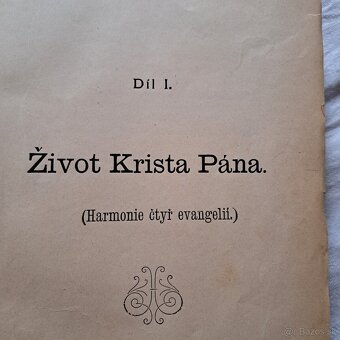 Díl I.
Život Krista Pána.
(Harmonie čtyř evangelií.)